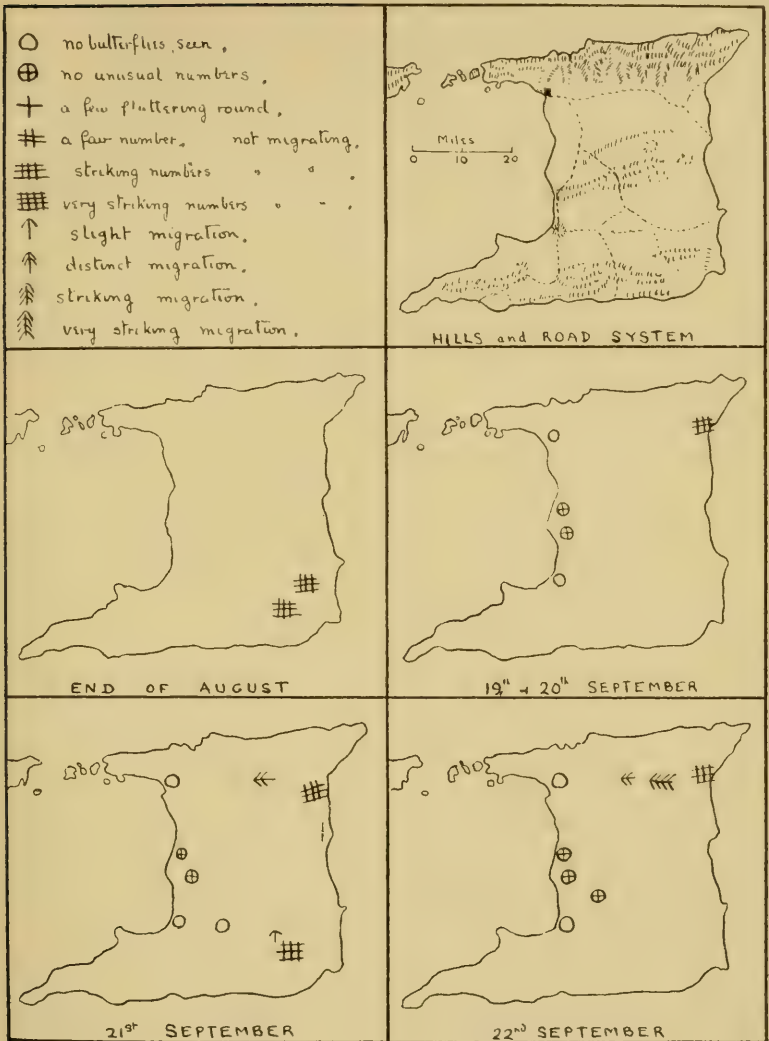 no butterflies seen.
no unusual numbers.
a few fluttering round.
a fair number. not migrating.
striking numbers " " .
very striking numbers " " .
slight migration.
distinct migration.
striking migration.
very striking migration.
Miles
0 10 20
HILLS and ROAD SYSTEM
END OF AUGUST
19th + 20th SEPTEMBER
21st SEPTEMBER
22nd SEPTEMBER